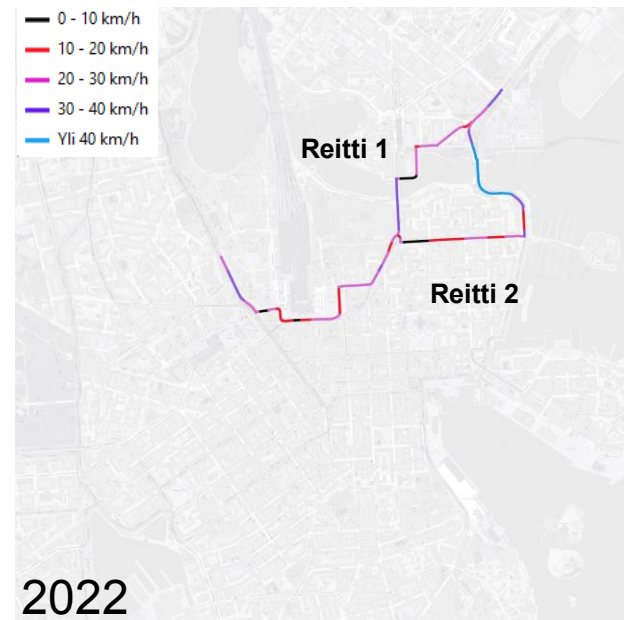 0 - 10 km/h
10 - 20 km/h
20 - 30 km/h
30 - 40 km/h
Yli 40 km/h
Reitti 1
Reitti 2
2022